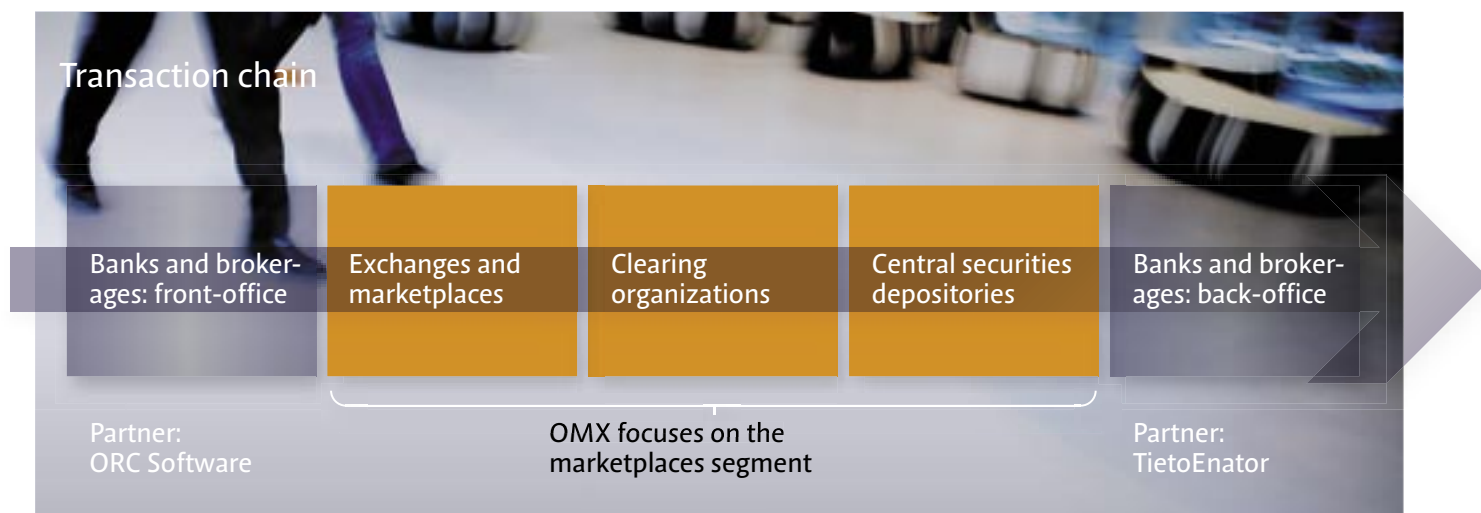 Transaction chain
Banks and broker-
ages: front-office
Exchanges and
marketplaces
Clearing
organizations
Central securities
depositories
Banks and broker-
ages: back-office
Partner:
ORC Software
OMX focuses on the
marketplaces segment
Partner:
TietoEnator